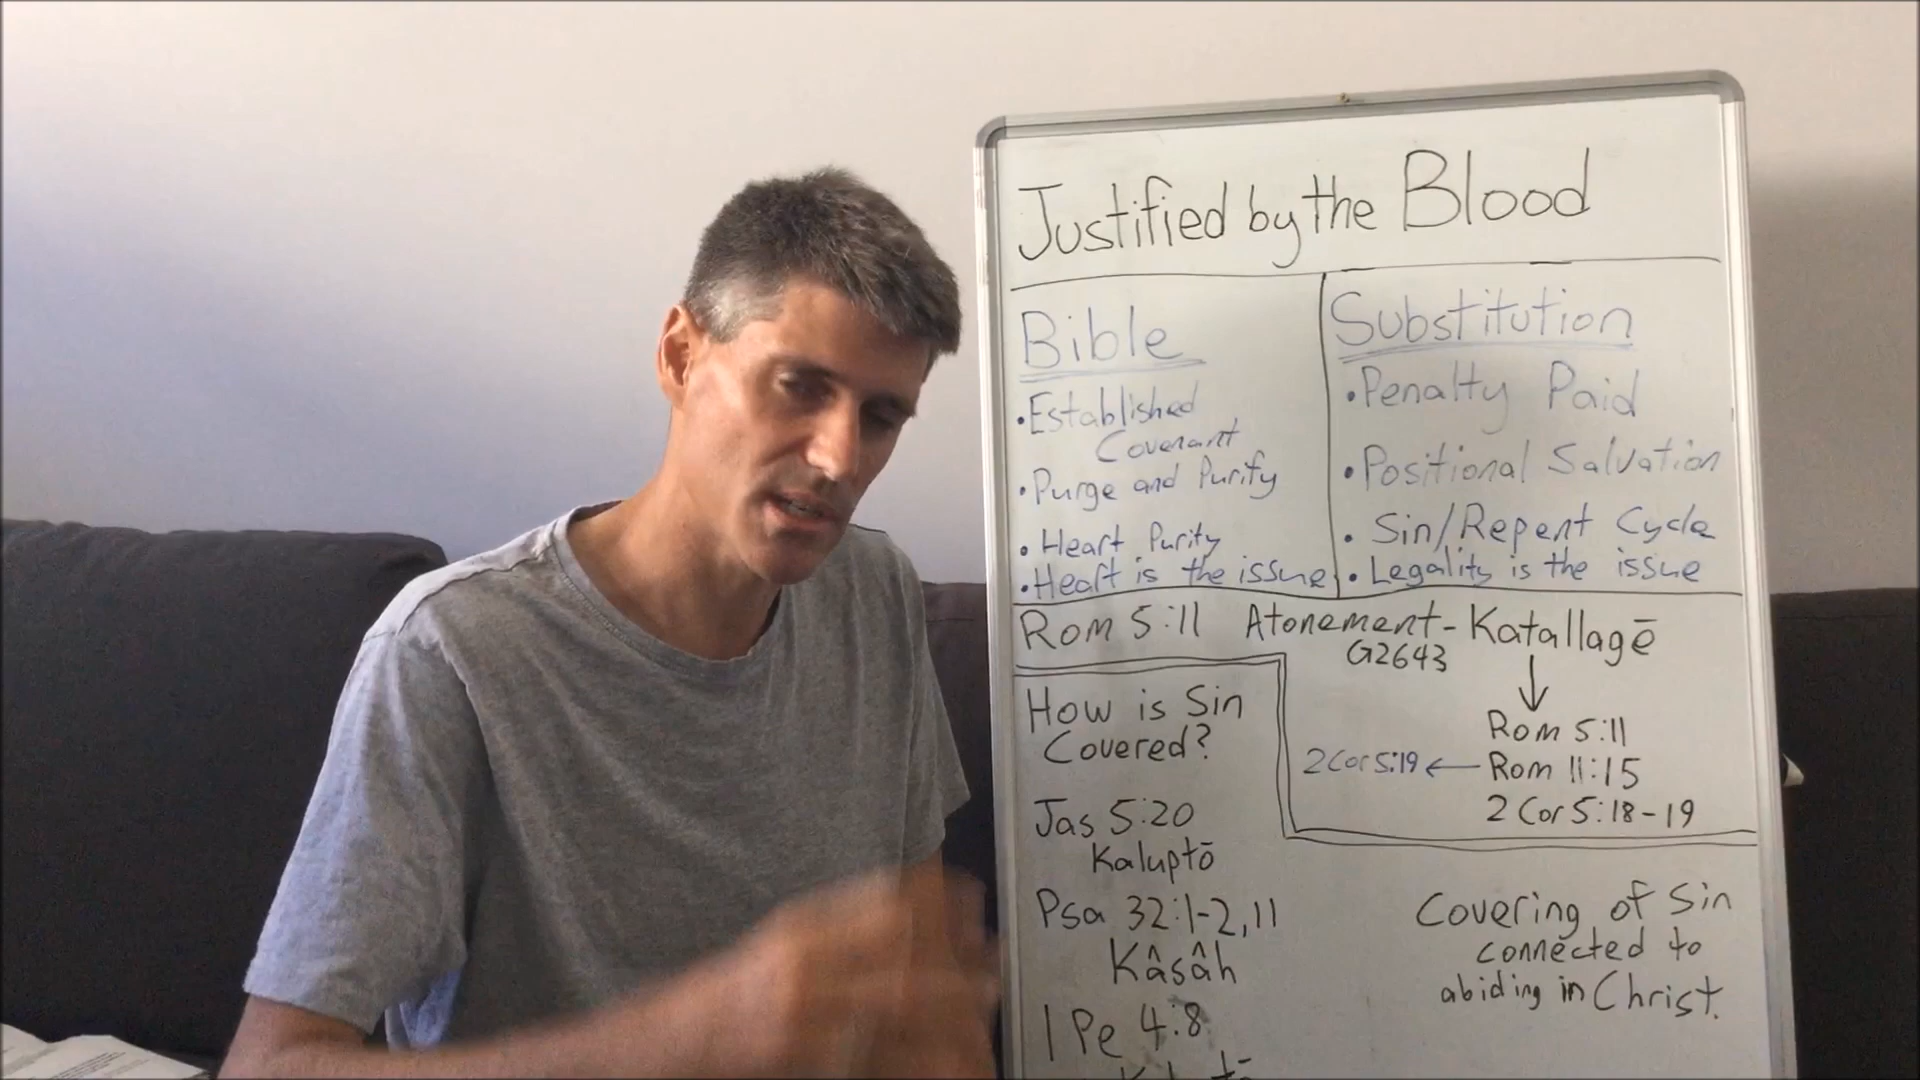 Justified by the Blood
Bible
• Established
Covenant
• Purge and Purify
• Heart Purity
• Heart is the issue
Substitution
• Penalty Paid
• Positional Salvation
• Sin/Repent Cycle
• Legality is the issue
Rom 5:11 Atonement - Katallagē
G2643
↓
Rom 5:11
2 Cor 5:19 ← Rom 11:15
2 Cor 5:18-19
How is Sin
Covered?
Jas 5:20
Kaluptō
Psa 32:1-2,11
Kâsâh
1 Pe 4:8
Covering of Sin
connected to
abiding in Christ.